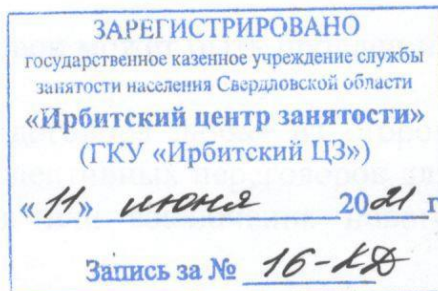 ЗАРЕГИСТРИРОВАНО
государственное казенное учреждение службы
занятости населения Свердловской области
«Ирбитский центр занятости»
(ГКУ «Ирбитский ЦЗ»)
«11» июня 2021 г
Запись за № 16-КД